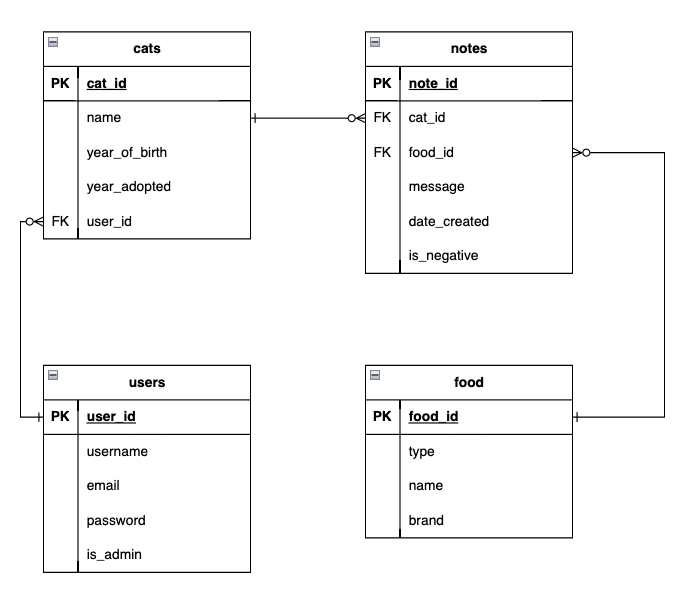 cats
PK cat_id
name
year_of_birth
year_adopted
FK user_id
notes
PK note_id
FK cat_id
FK food_id
message
date_created
is_negative
users
PK user_id
username
email
password
is_admin
food
PK food_id
type
name
brand